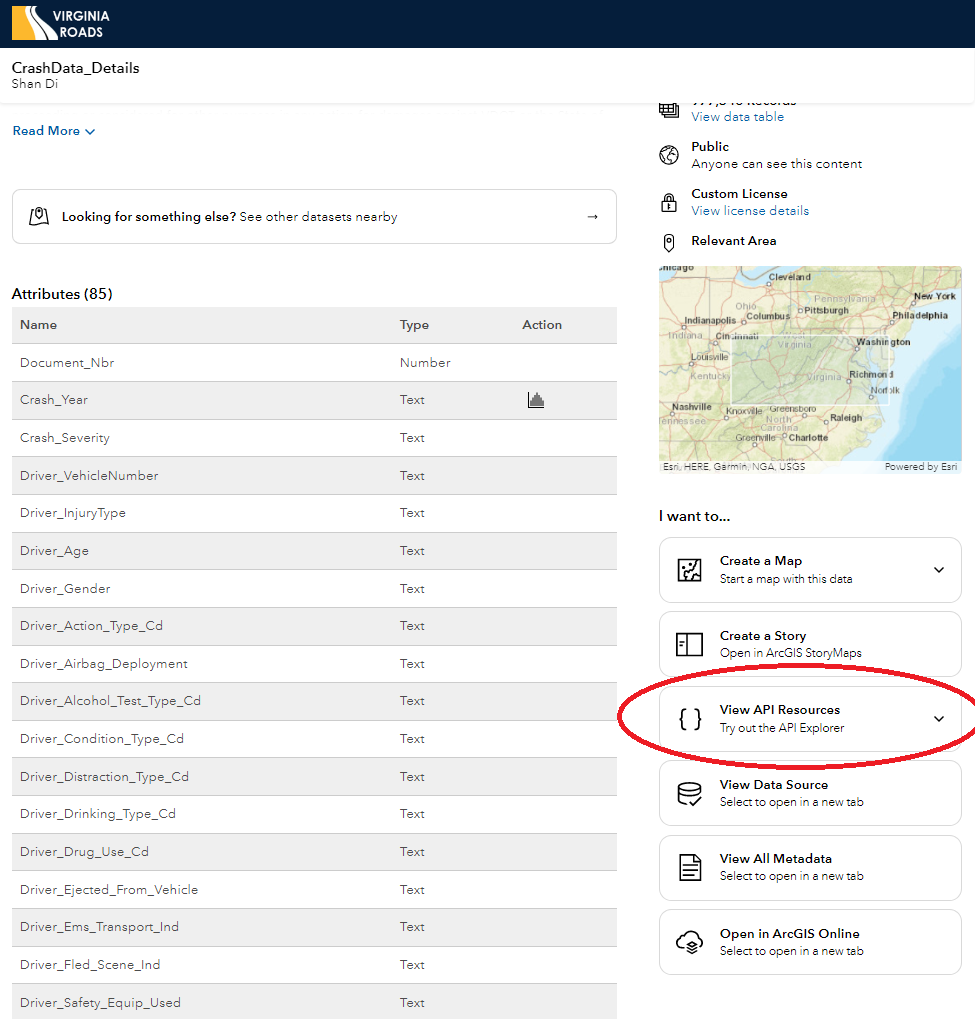 VIRGINIA
ROADS
CrashData_Details
Shan Di
Read More
Looking for something else? See other datasets nearby →
Attributes (85)
Name Type Action
Document_Nbr Number
Crash_Year Text
Crash_Severity Text
Driver_VehicleNumber Text
Driver_InjuryType Text
Driver_Age Text
Driver_Gender Text
Driver_Action_Type_Cd Text
Driver_Airbag_Deployment Text
Driver_Alcohol_Test_Type_Cd Text
Driver_Condition_Type_Cd Text
Driver_Distraction_Type_Cd Text
Driver_Drinking_Type_Cd Text
Driver_Drug_Use_Cd Text
Driver_Ejected_From_Vehicle Text
Driver_Ems_Transport_Ind Text
Driver_Fled_Scene_Ind Text
Driver_Safety_Equip_Used Text
Records
View data table
Public
Anyone can see this content
Custom License
View license details
Relevant Area
Chicago
Cleveland
New York
Ohio
Pennsylvania
Pittsburgh
Philadelphia
Indianapolis
Columbus
Indiana
Cincinnati
Washington
West
Virginia
Louisville
Kentucky
Virginia
Richmond
Norfolk
Nashville
Knoxville
Greensboro
Tennessee
North
Carolina
Raleigh
Greenville
Charlotte
South
Esri, HERE, Garmin, NGA, USGS Powered by Esri
I want to...
Create a Map
Start a map with this data
Create a Story
Open in ArcGIS StoryMaps
{ } View API Resources
Try out the API Explorer
View Data Source
Select to open in a new tab
View All Metadata
Select to open in a new tab
Open in ArcGIS Online
Select to open in a new tab